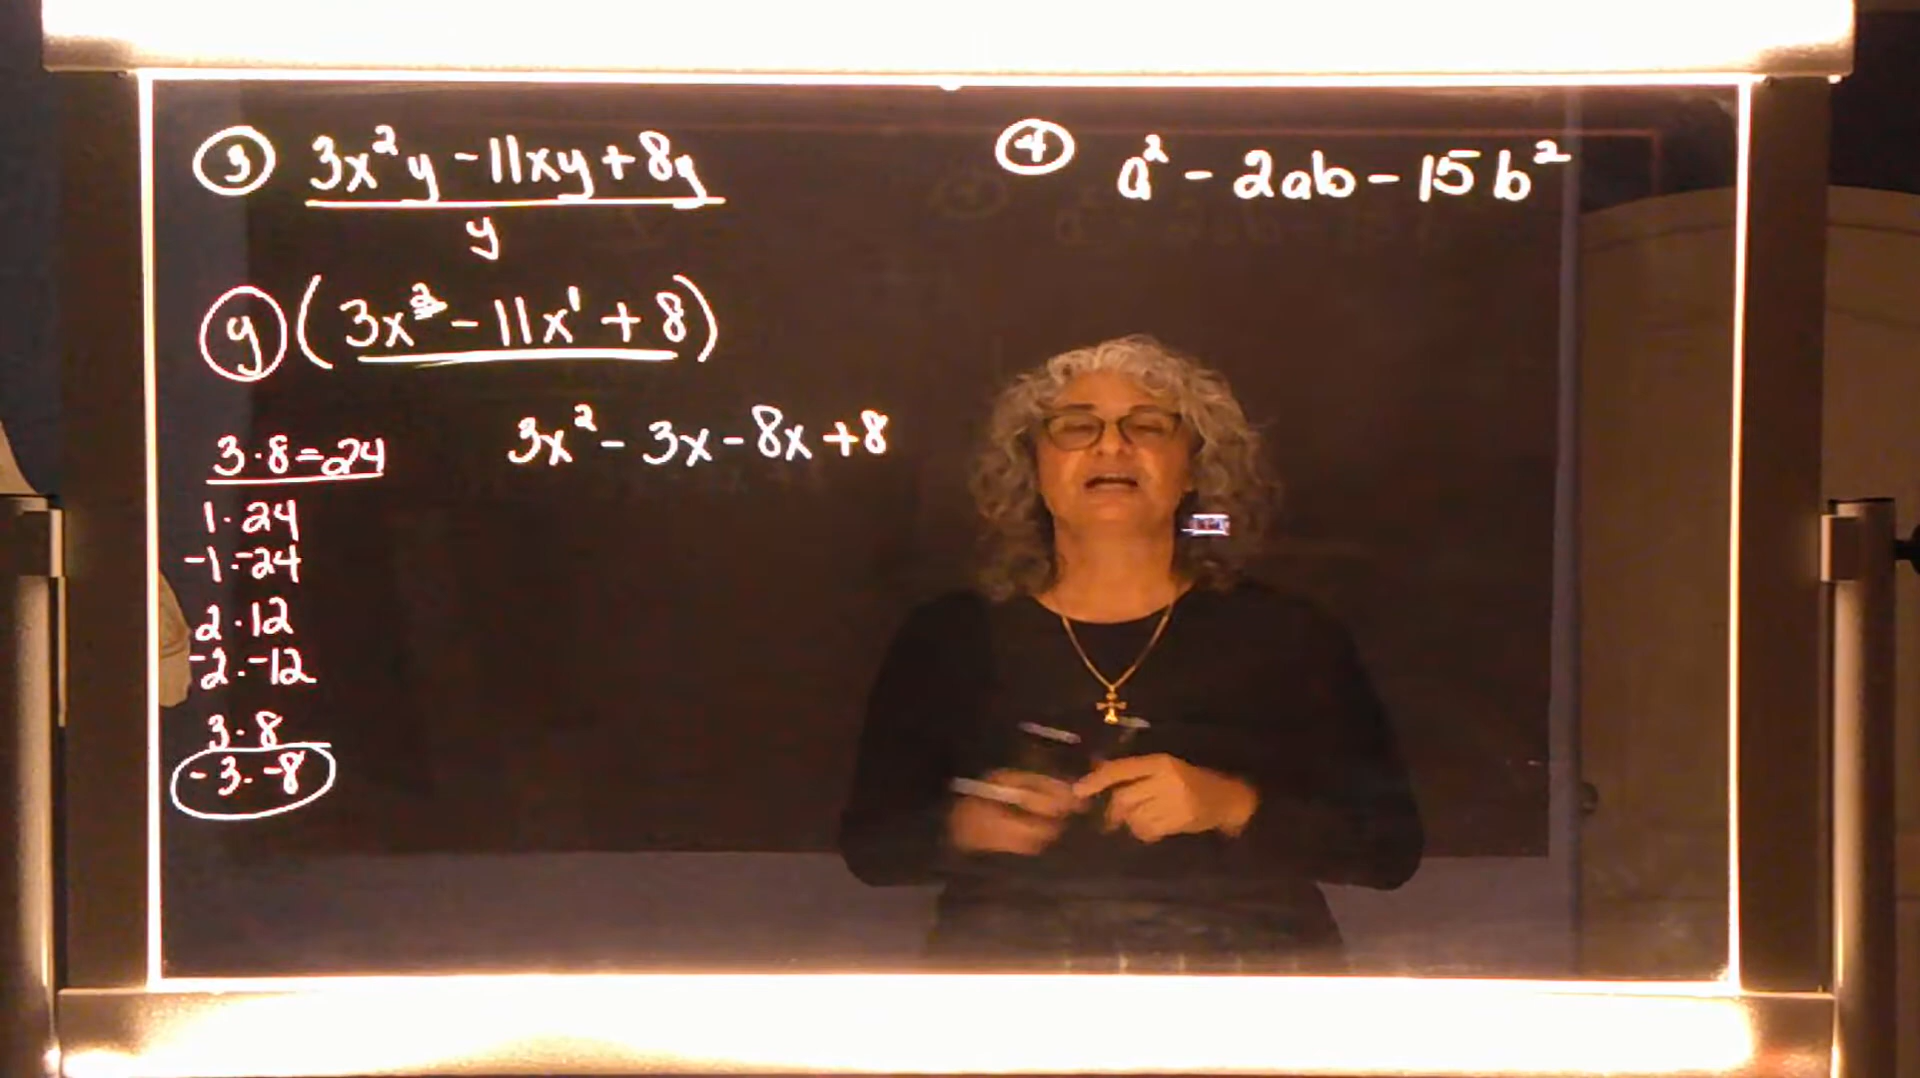 ③ 3x²y - 11xy + 8y
y
y (3x² - 11x¹ + 8)
3x² - 3x - 8x + 8
3·8=24
1·24
-1·-24
2·12
-2·-12
3·8
-3·-8
④ a² - 2ab - 15b²